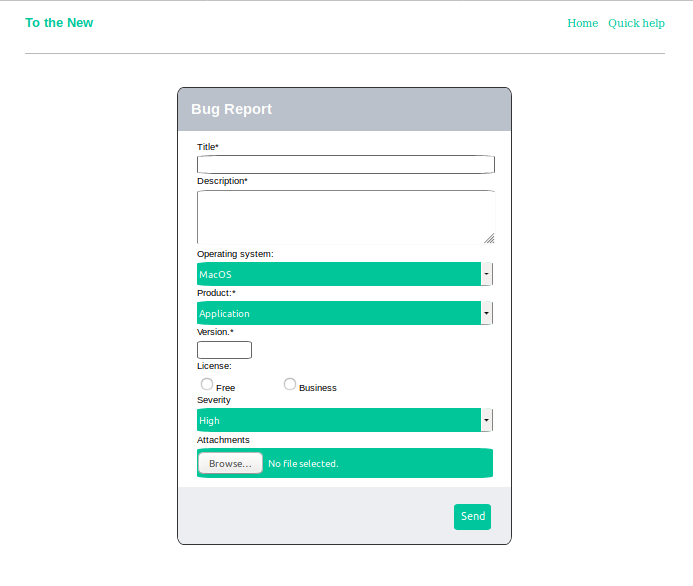 To the New
Home Quick help
Bug Report
Title*
Description*
Operating system:
MacOS
Product:*
Application
Version.*
License:
Free Business
Severity
High
Attachments
Browse... No file selected.
Send